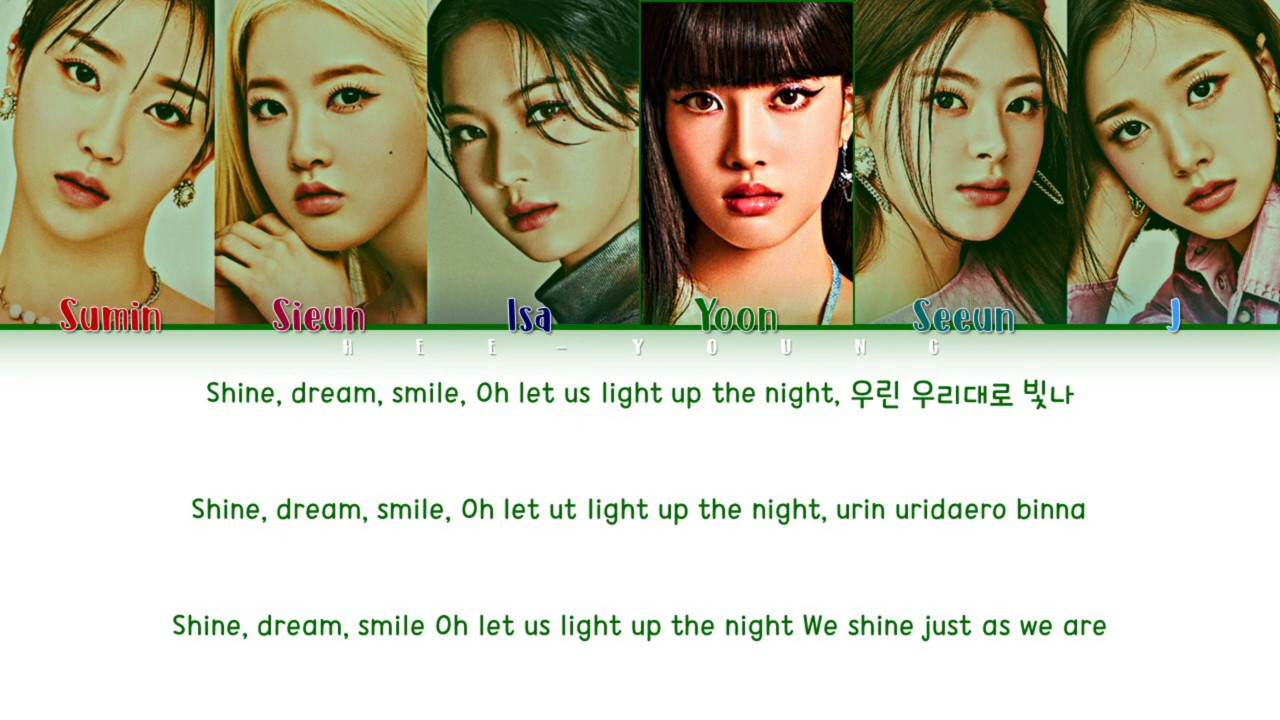 Sumin Sieun Isa Yoon Seeun J
HEE-YOUNG
Shine, dream, smile, Oh let us light up the night, 우린 우리대로 빛나
Shine, dream, smile, Oh let ut light up the night, urin uridaero binna
Shine, dream, smile Oh let us light up the night We shine just as we are